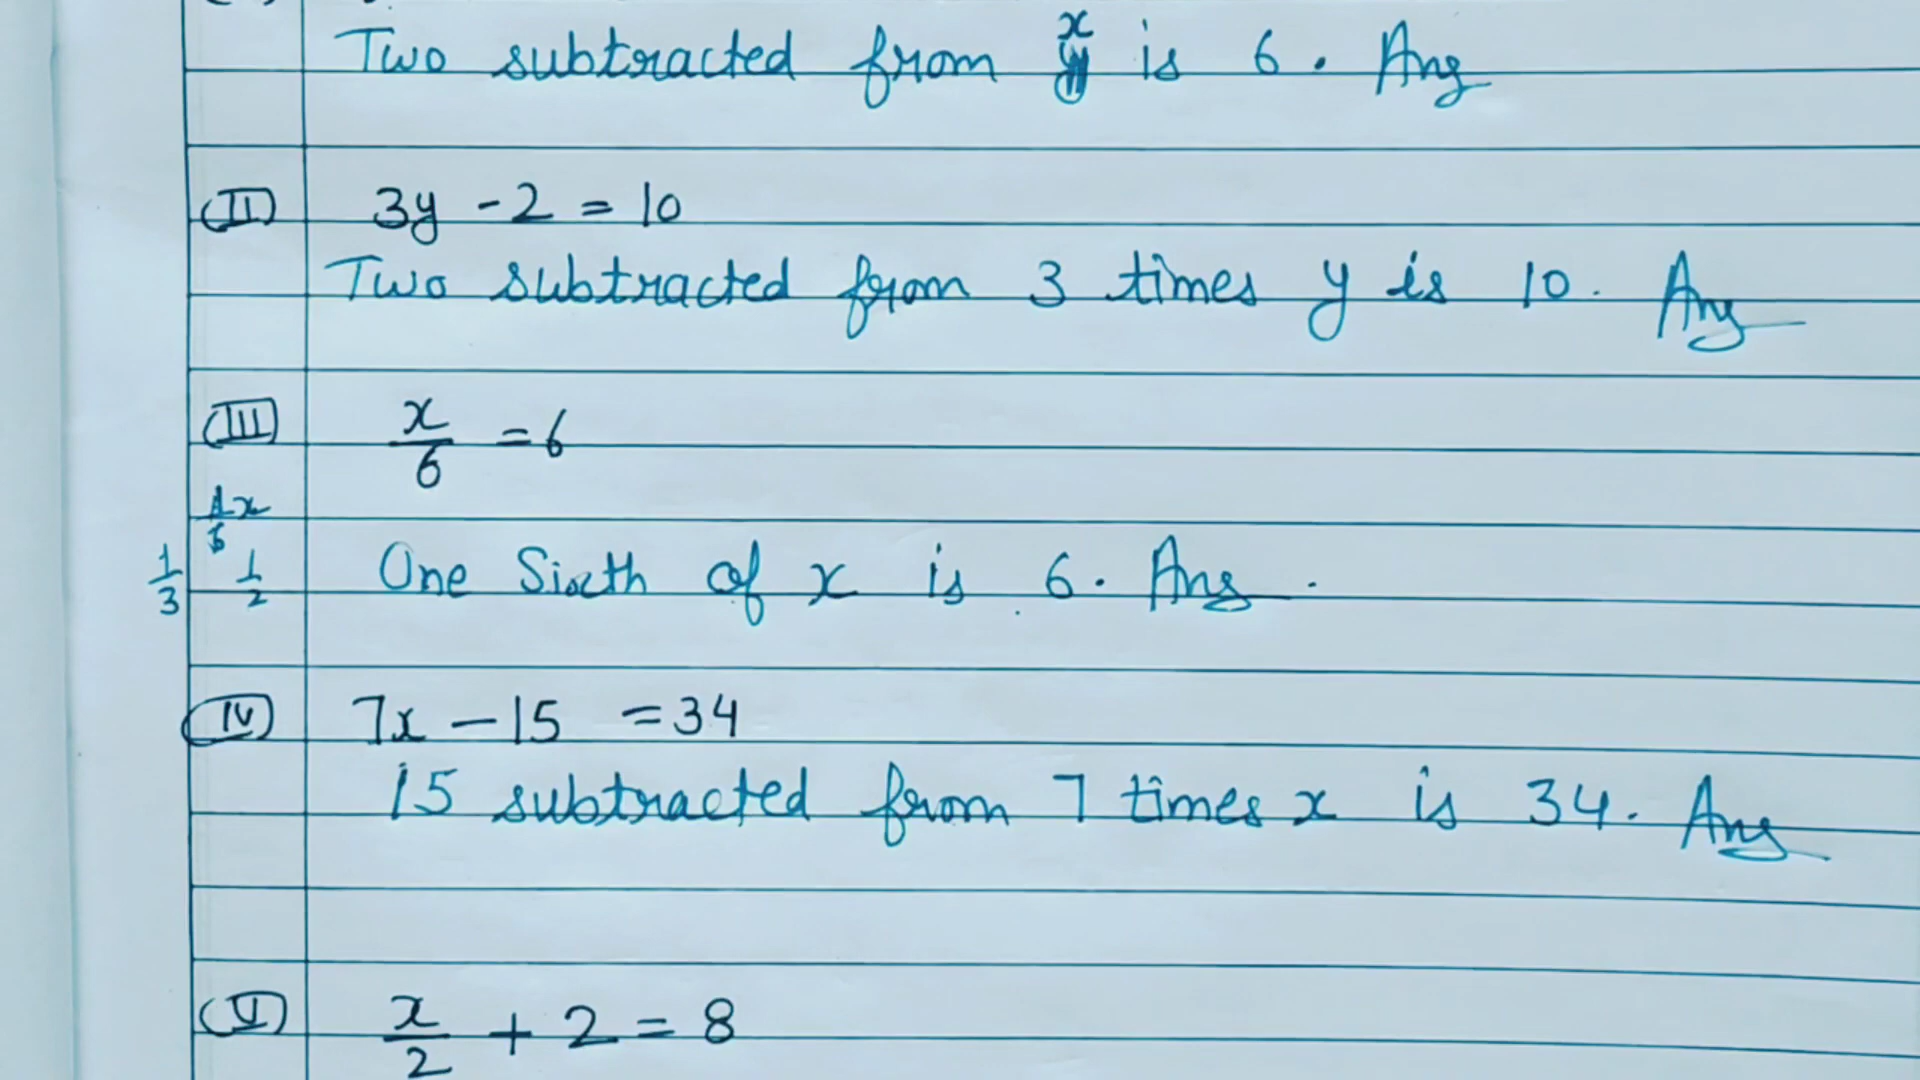 Two subtracted from x is 6. Ans
(II) 3y - 2 = 10
Two subtracted from 3 times y is 10. Ans
(III) x/6 = 6
1/3 1/2 One Sixth of x is 6. Ans.
(IV) 7x - 15 = 34
15 subtracted from 7 times x is 34. Ans
(V) x/2 + 2 = 8